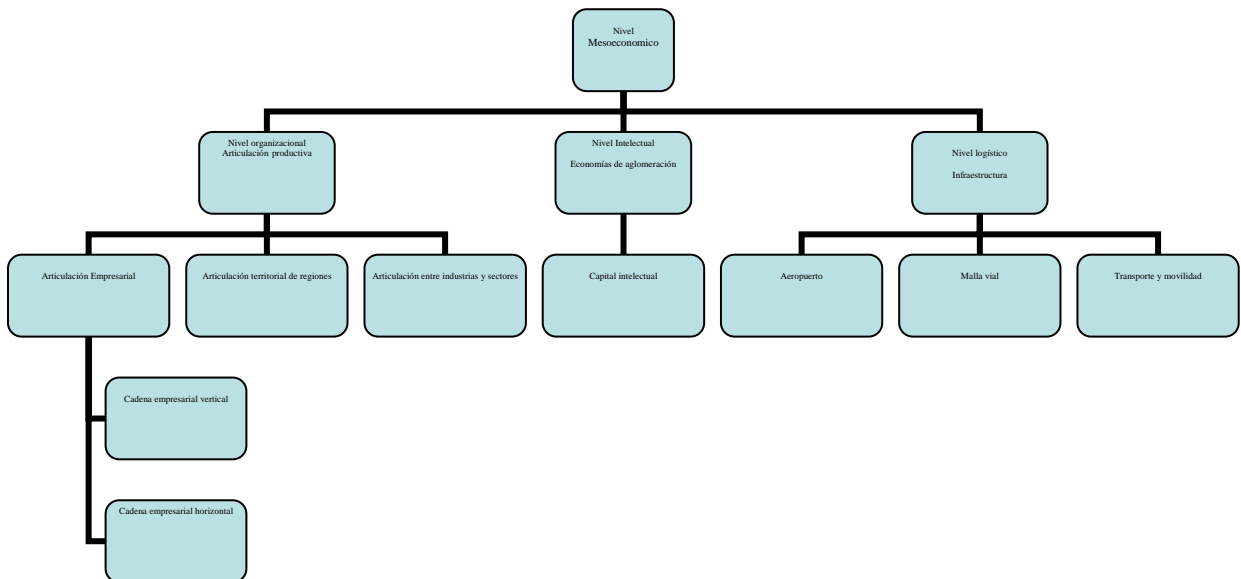 Nivel
Mesoeconomico
Nivel organizacional
Articulación productiva
Nivel Intelectual
Economías de aglomeración
Nivel logístico
Infraestructura
Articulación Empresarial
Articulación territorial de regiones
Articulación entre industrias y sectores
Capital intelectual
Aeropuerto
Malla vial
Transporte y movilidad
Cadena empresarial vertical
Cadena empresarial horizontal